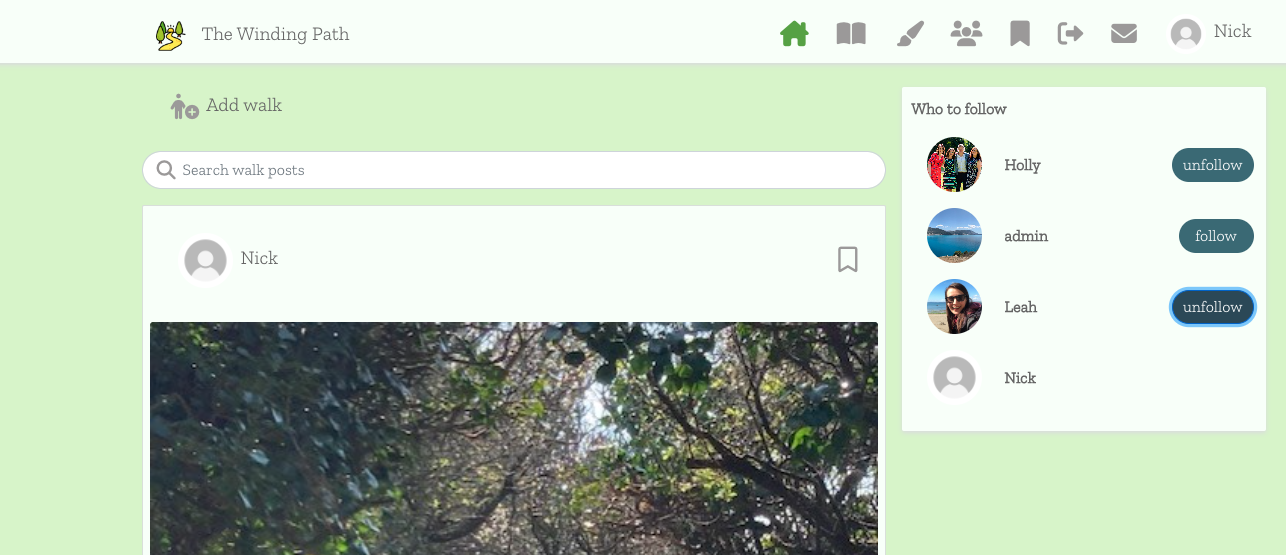 The Winding Path
Nick
Add walk
Search walk posts
Nick
Who to follow
Holly unfollow
admin follow
Leah unfollow
Nick